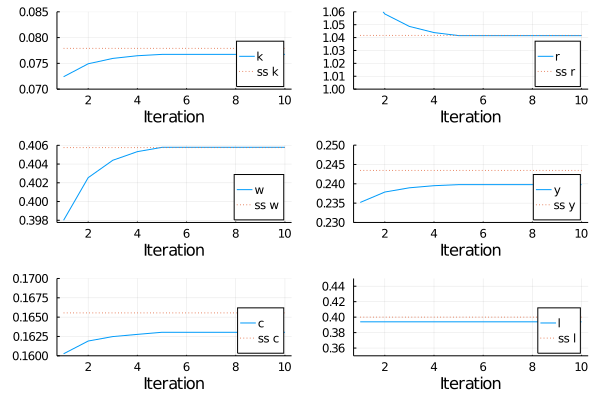 0.085
0.080
0.075
0.070
k
ss k
2 4 6 8 10
Iteration
1.06
1.05
1.04
1.03
1.02
1.01
1.00
r
ss r
2 4 6 8 10
Iteration
0.406
0.404
0.402
0.400
0.398
w
ss w
2 4 6 8 10
Iteration
0.250
0.245
0.240
0.235
0.230
y
ss y
2 4 6 8 10
Iteration
0.1700
0.1675
0.1650
0.1625
0.1600
c
ss c
2 4 6 8 10
Iteration
0.44
0.42
0.40
0.38
0.36
l
ss l
2 4 6 8 10
Iteration